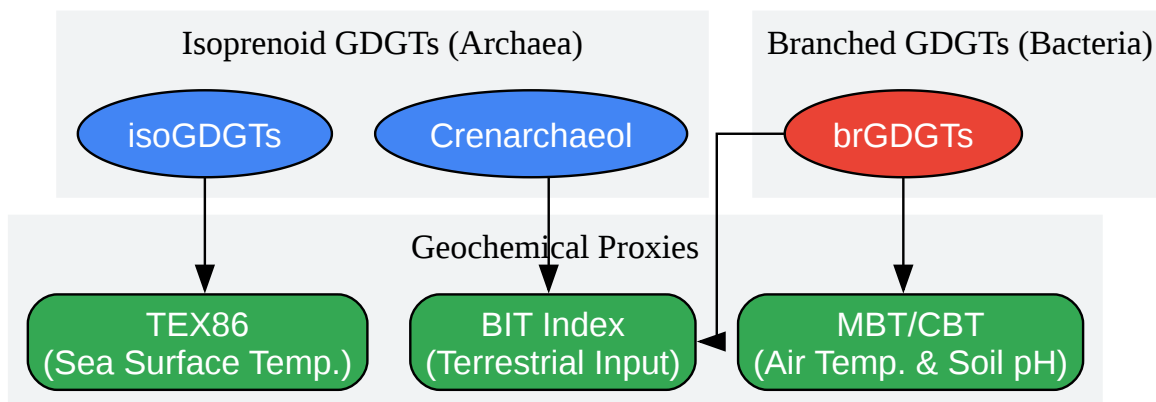 Isoprenoid GDGTs (Archaea)
Branched GDGTs (Bacteria)
isoGDGTs
Crenarchaeol
brGDGTs
Geochemical Proxies
TEX86
(Sea Surface Temp.)
BIT Index
(Terrestrial Input)
MBT/CBT
(Air Temp. & Soil pH)